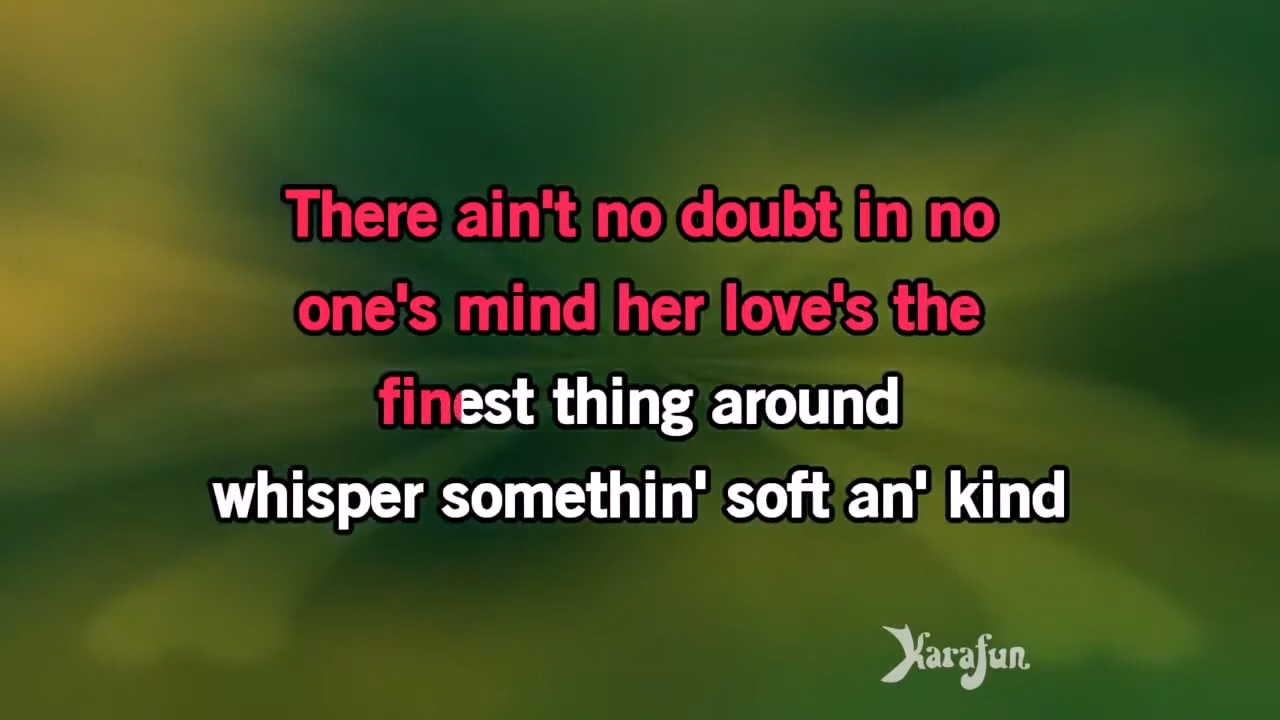 There ain't no doubt in no
one's mind her love's the
finest thing around
whisper somethin' soft an' kind
Karafun